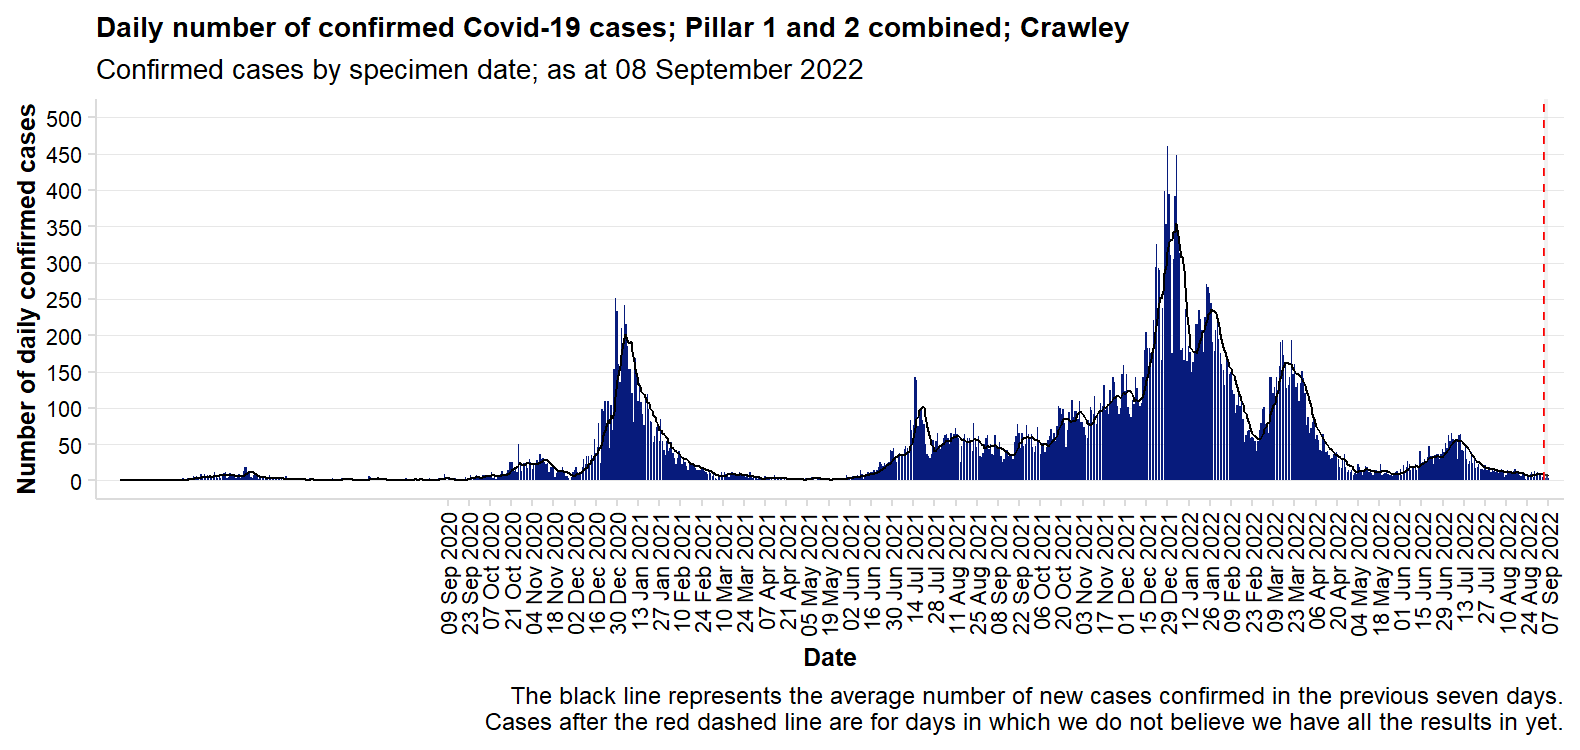 Daily number of confirmed Covid-19 cases; Pillar 1 and 2 combined; Crawley
Confirmed cases by specimen date; as at 08 September 2022
Number of daily confirmed cases
500
450
400
350
300
250
200
150
100
50
0
09 Sep 2020
23 Sep 2020
07 Oct 2020
21 Oct 2020
04 Nov 2020
18 Nov 2020
02 Dec 2020
16 Dec 2020
30 Dec 2020
13 Jan 2021
27 Jan 2021
10 Feb 2021
24 Feb 2021
10 Mar 2021
24 Mar 2021
07 Apr 2021
21 Apr 2021
05 May 2021
19 May 2021
02 Jun 2021
16 Jun 2021
30 Jun 2021
14 Jul 2021
28 Jul 2021
11 Aug 2021
25 Aug 2021
08 Sep 2021
22 Sep 2021
06 Oct 2021
20 Oct 2021
03 Nov 2021
17 Nov 2021
01 Dec 2021
15 Dec 2021
29 Dec 2021
12 Jan 2022
26 Jan 2022
09 Feb 2022
23 Feb 2022
09 Mar 2022
23 Mar 2022
06 Apr 2022
20 Apr 2022
04 May 2022
18 May 2022
01 Jun 2022
15 Jun 2022
29 Jun 2022
13 Jul 2022
27 Jul 2022
10 Aug 2022
24 Aug 2022
07 Sep 2022
Date
The black line represents the average number of new cases confirmed in the previous seven days.
Cases after the red dashed line are for days in which we do not believe we have all the results in yet.